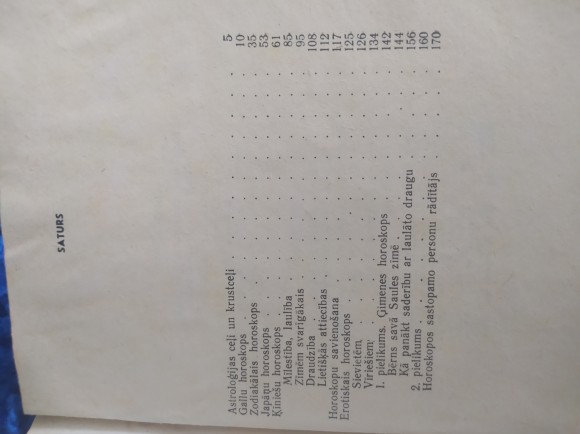 SATURS
Astroloģijas ceļi un krustceļi . . . . . . 5
Gallu horoskops . . . . . . . . 10
Zodiakālais horoskops . . . . . . . 35
Japāņu horoskops . . . . . . . . 53
Ķīniešu horoskops . . . . . . . . 61
Mīlestība, laulība . . . . . . . 85
Zīmēm svarīgākais . . . . . . . 95
Draudzība . . . . . . . . 108
Lietišķās attiecības . . . . . . . 112
Horoskopu savienošana . . . . . . . 117
Erotiskais horoskops . . . . . . . 125
Sievietēm . . . . . . . . 126
Vīriešiem . . . . . . . . 134
1. pielikums. Ģimenes horoskops . . . . . 142
Bērns savā Saules zīmē . . . . . . 144
Kā panākt saderību ar laulāto draugu . . . . 156
2. pielikums . . . . . . . . 160
Horoskopos sastopamo personu rādītājs . . . . 170